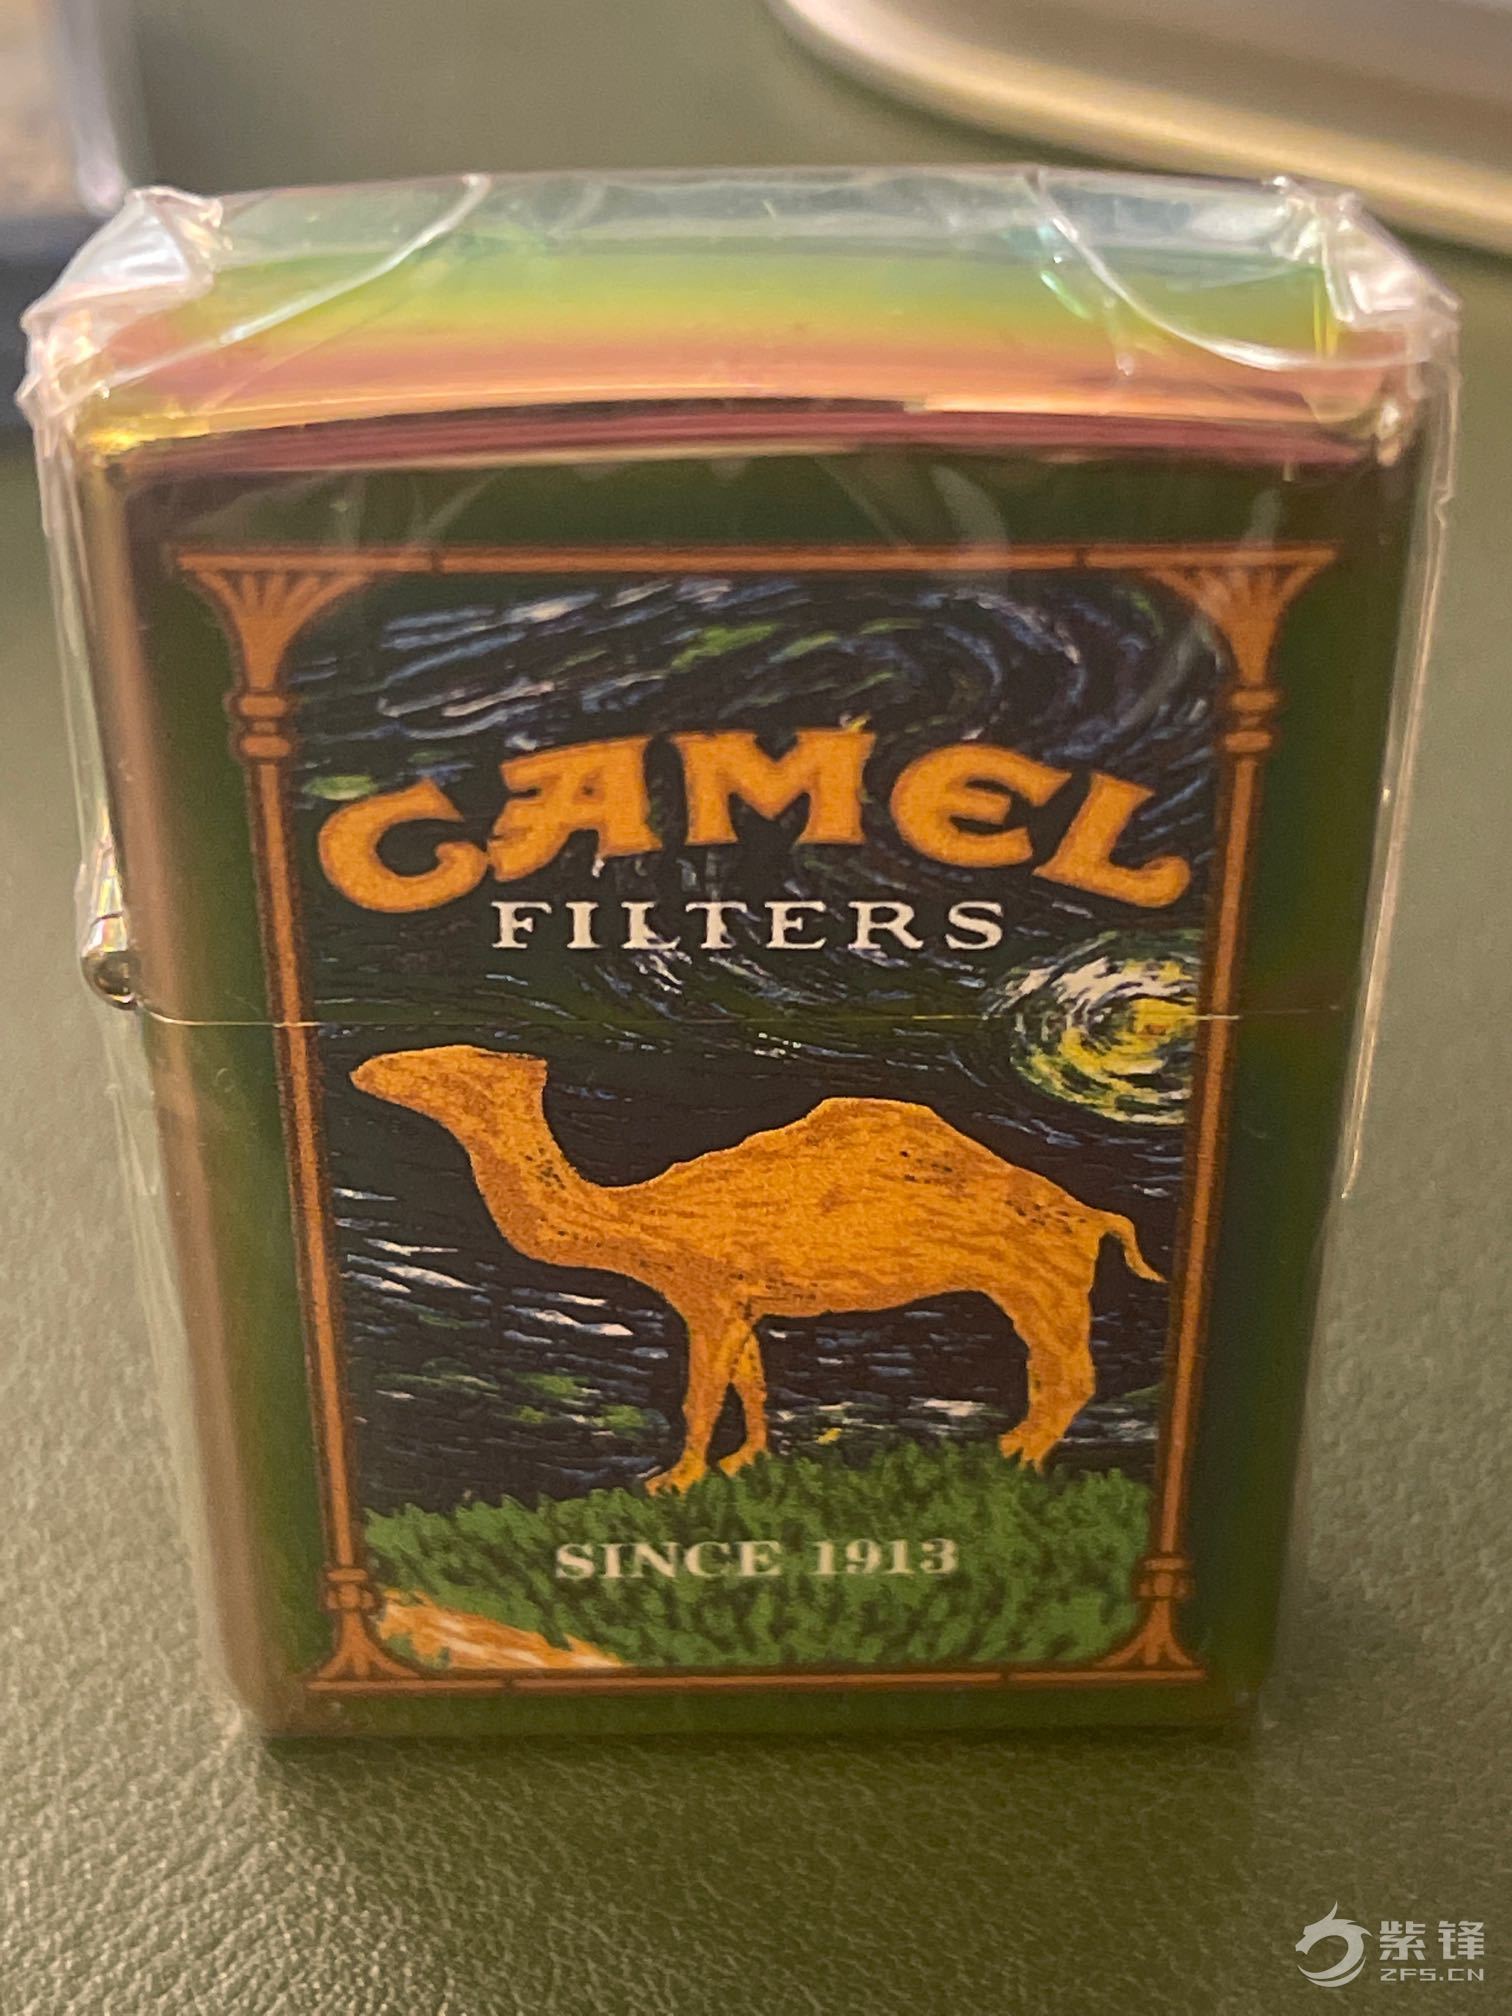 CAMEL
FILTERS
SINCE 1913
紫锋
ZFS.CN